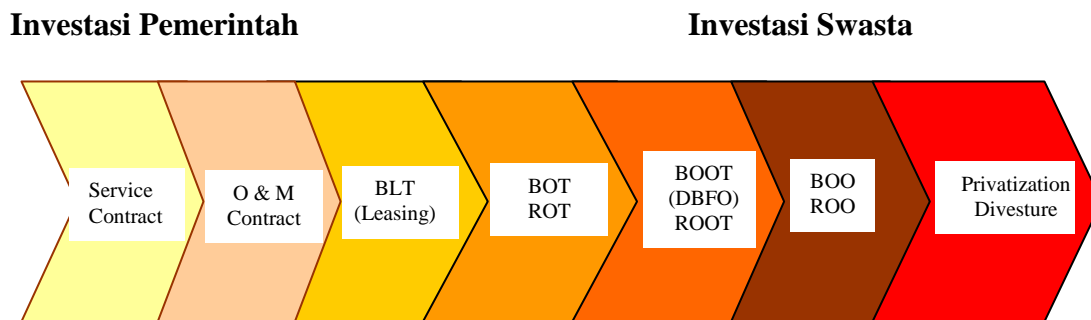 Investasi Pemerintah
Investasi Swasta
Service
Contract
O & M
Contract
BLT
(Leasing)
BOT
ROT
BOOT
(DBFO)
ROOT
BOO
ROO
Privatization
Divesture